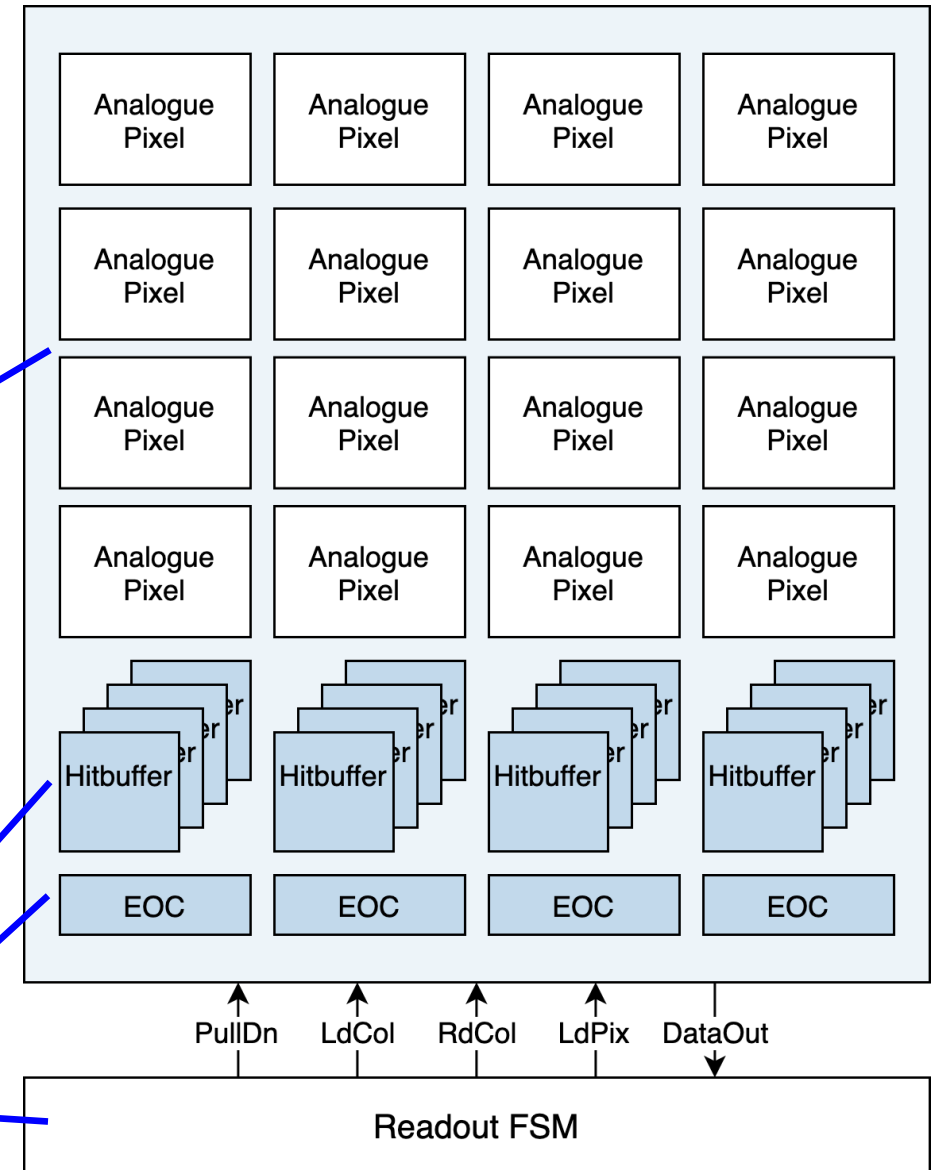 Analogue Pixel Analogue Pixel Analogue Pixel Analogue Pixel
Analogue Pixel Analogue Pixel Analogue Pixel Analogue Pixel
Analogue Pixel Analogue Pixel Analogue Pixel Analogue Pixel
Analogue Pixel Analogue Pixel Analogue Pixel Analogue Pixel
Hitbuffer Hitbuffer Hitbuffer Hitbuffer
EOC EOC EOC EOC
PullDn LdCol RdCol LdPix DataOut
Readout FSM